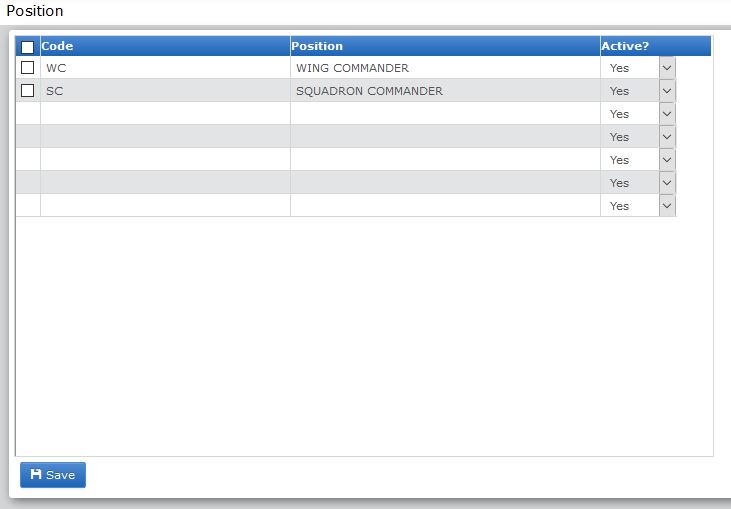 Position
Code Position Active?
WC WING COMMANDER Yes
SC SQUADRON COMMANDER Yes
Yes
Yes
Yes
Yes
Yes
Save